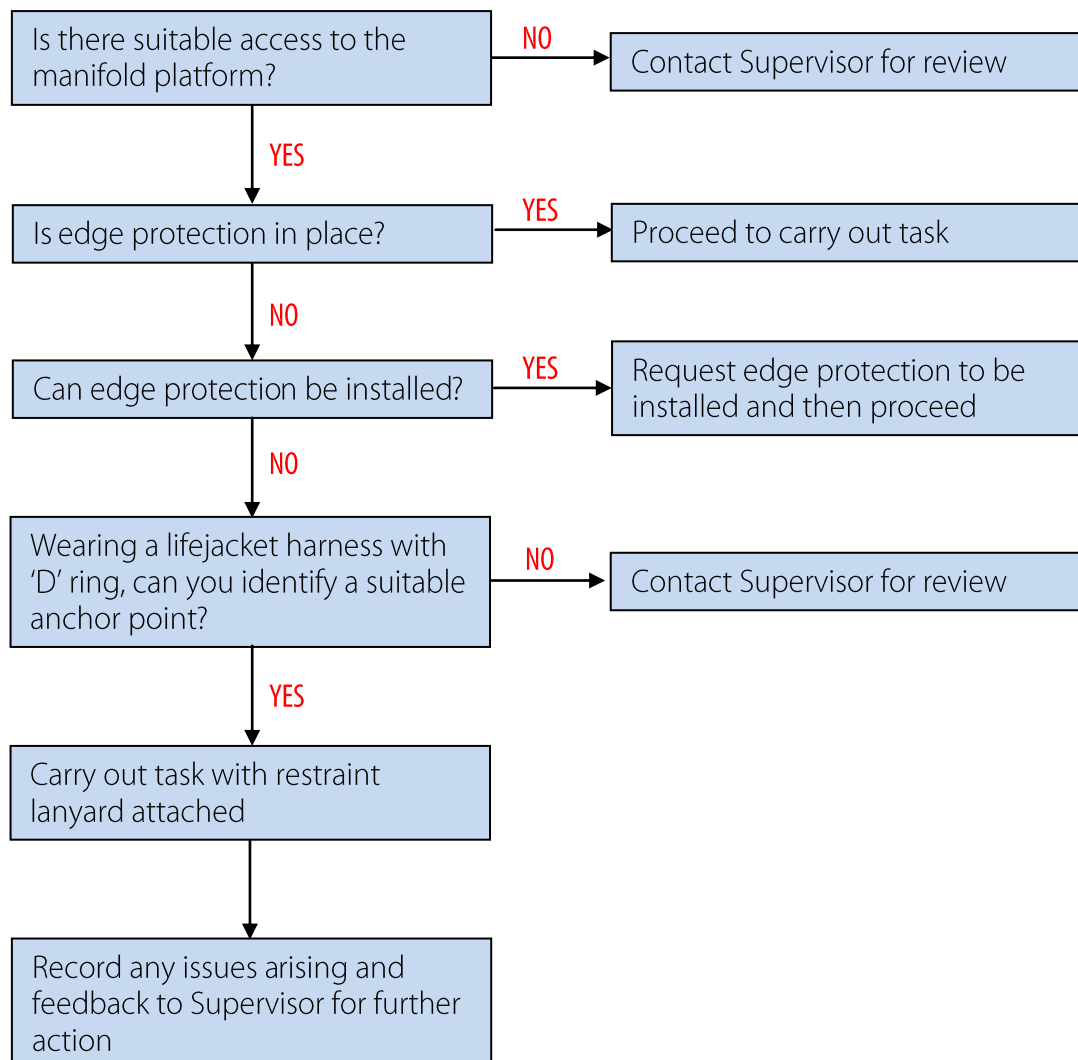 Is there suitable access to the
manifold platform?
NO
Contact Supervisor for review
YES
Is edge protection in place?
YES
Proceed to carry out task
NO
Can edge protection be installed?
YES
Request edge protection to be
installed and then proceed
NO
Wearing a lifejacket harness with
‘D’ ring, can you identify a suitable
anchor point?
NO
Contact Supervisor for review
YES
Carry out task with restraint
lanyard attached
Record any issues arising and
feedback to Supervisor for further
action